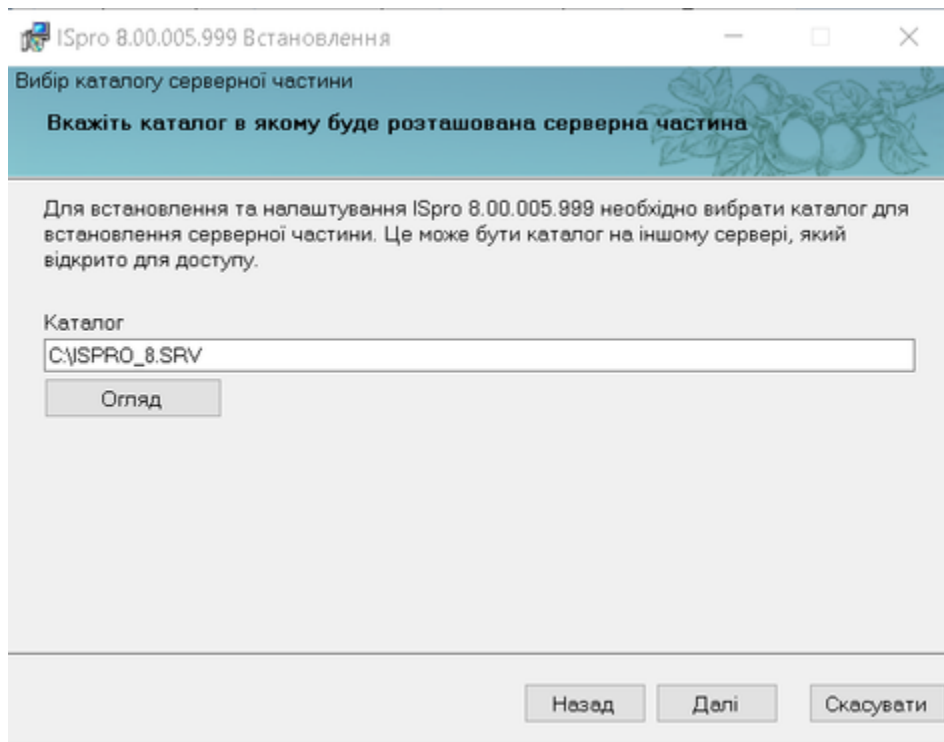 ISpro 8.00.005.999 Встановлення
Вибір каталогу серверної частини
Вкажіть каталог в якому буде розташована серверна частина
Для встановлення та налаштування ISpro 8.00.005.999 необхідно вибрати каталог для
встановлення серверної частини. Це може бути каталог на іншому сервері, який
відкрито для доступу.
Каталог
C:\ISPRO_8.SRV
Огляд
Назад
Далі
Скасувати